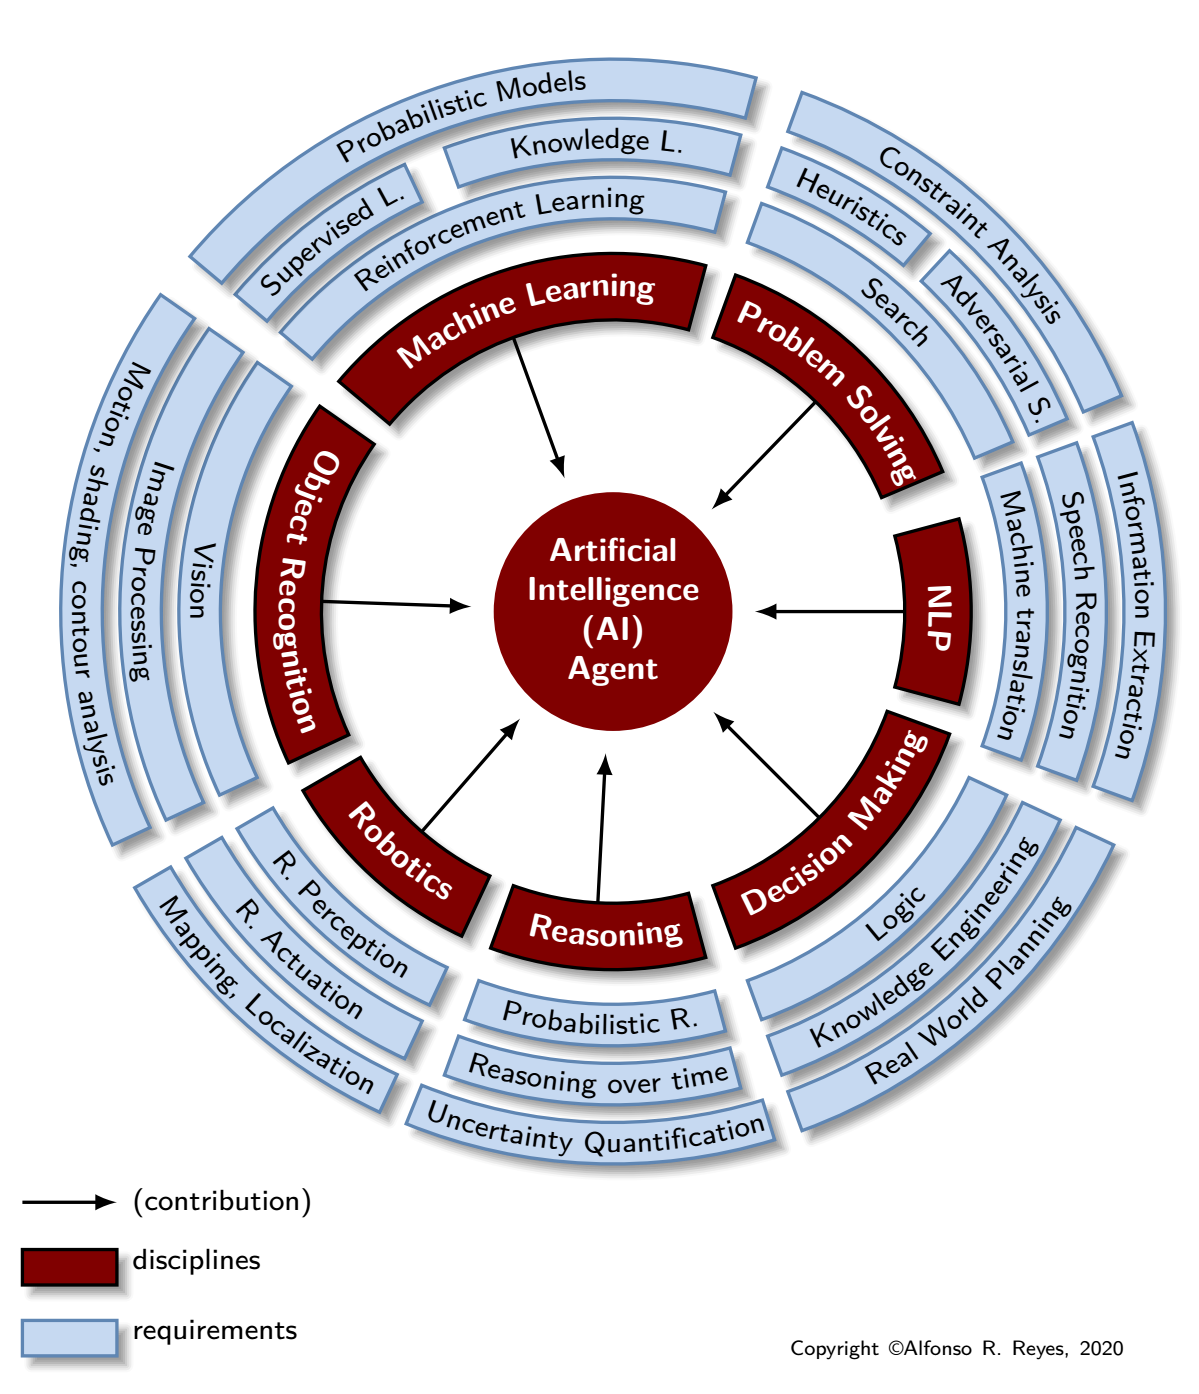 Probabilistic Models
Knowledge L.
Supervised L.
Reinforcement Learning
Machine Learning
Constraint Analysis
Heuristics
Adversarial S.
Search
Problem Solving
Information Extraction
Speech Recognition
Machine translation
NLP
Decision Making
Logic
Knowledge Engineering
Real World Planning
Reasoning
Probabilistic R.
Reasoning over time
Uncertainty Quantification
Robotics
R. Perception
R. Actuation
Mapping, Localization
Object Recognition
Vision
Image Processing
Motion, shading, contour analysis
Artificial
Intelligence
(AI)
Agent
(contribution)
disciplines
requirements
Copyright ©Alfonso R. Reyes, 2020